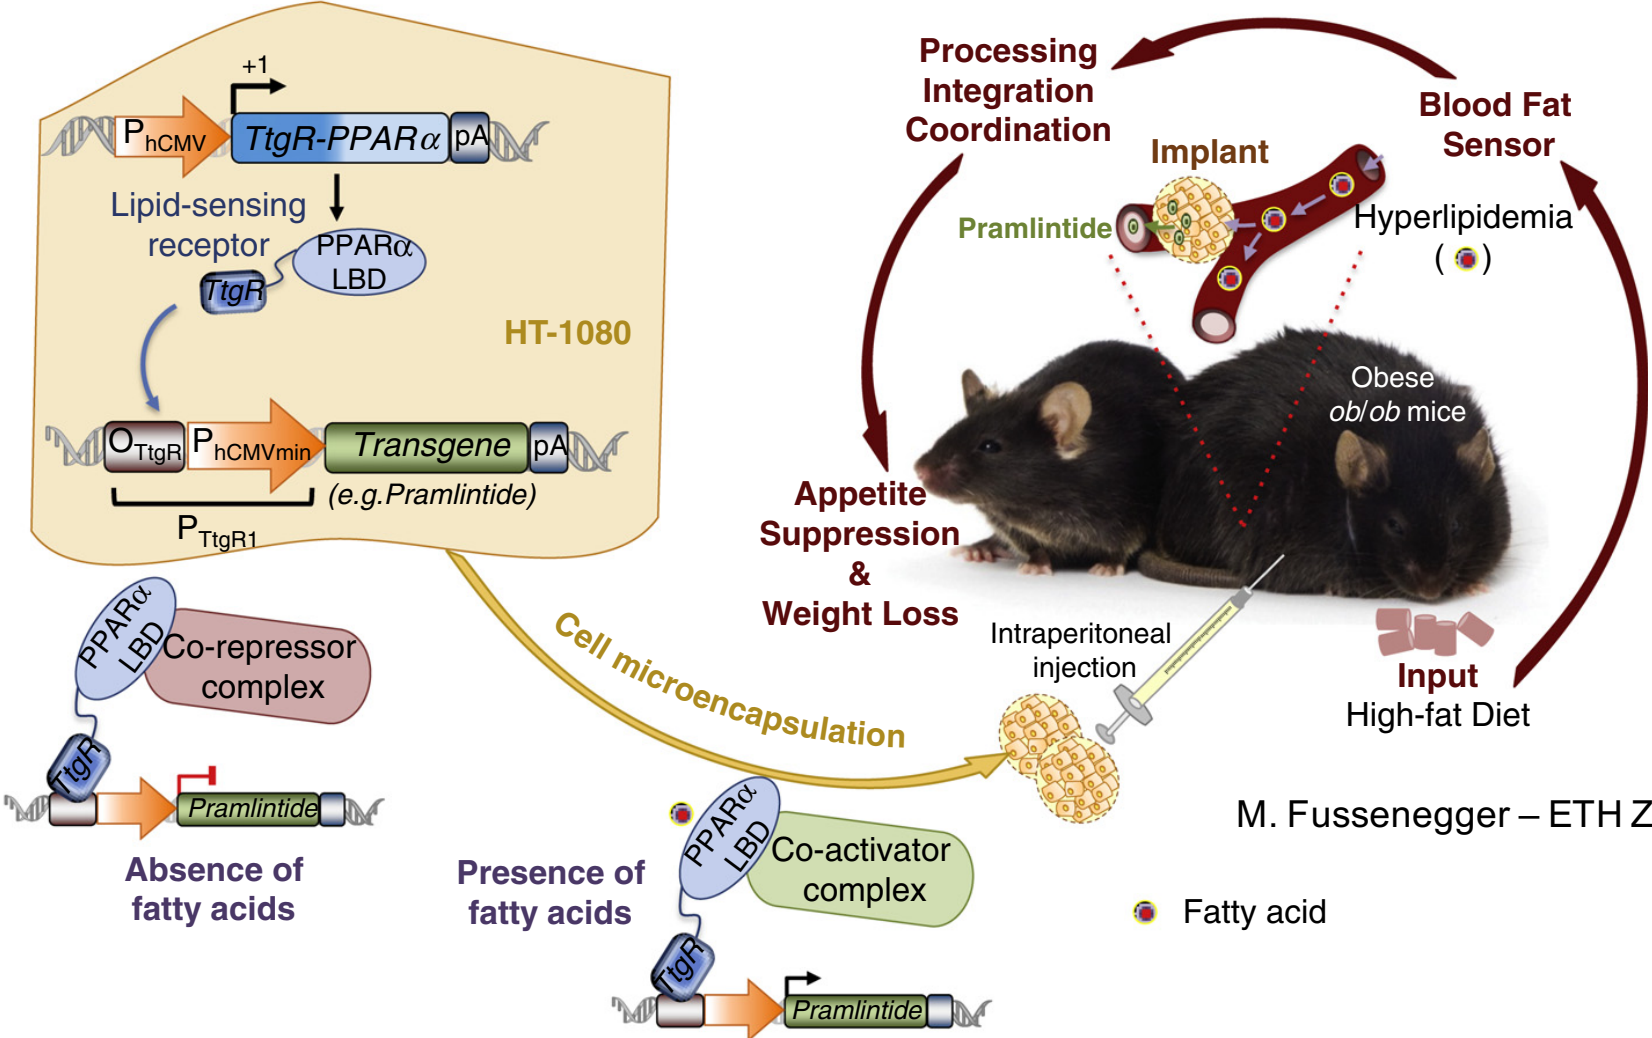 +1
PhCMV
TtgR-PPARα
pA
Lipid-sensing
receptor
PPARα
LBD
TtgR
HT-1080
OTtgR
PhCMVmin
Transgene
pA
(e.g.Pramlintide)
PTtgR1
PPARα
LBD
Co-repressor
complex
TtgR
Pramlintide
Absence of
fatty acids
Cell microencapsulation
Presence of
fatty acids
PPARα
LBD
Co-activator
complex
TtgR
Pramlintide
Processing
Integration
Coordination
Blood Fat
Sensor
Implant
Pramlintide
Hyperlipidemia
( )
Obese
ob/ob mice
Appetite
Suppression
&
Weight Loss
Intraperitoneal
injection
Input
High-fat Diet
M. Fussenegger – ETH Z
Fatty acid